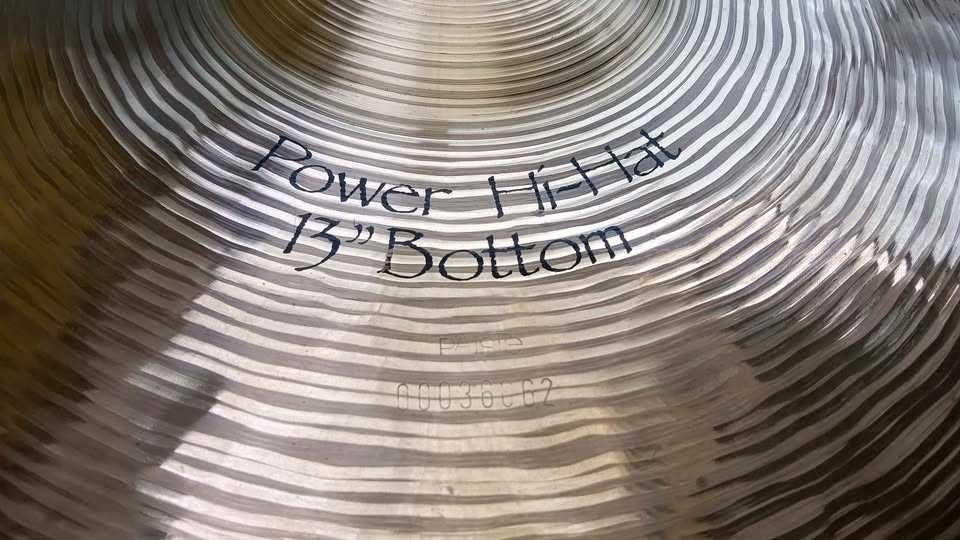 Power Hi-Hat
13” Bottom
PAISTE